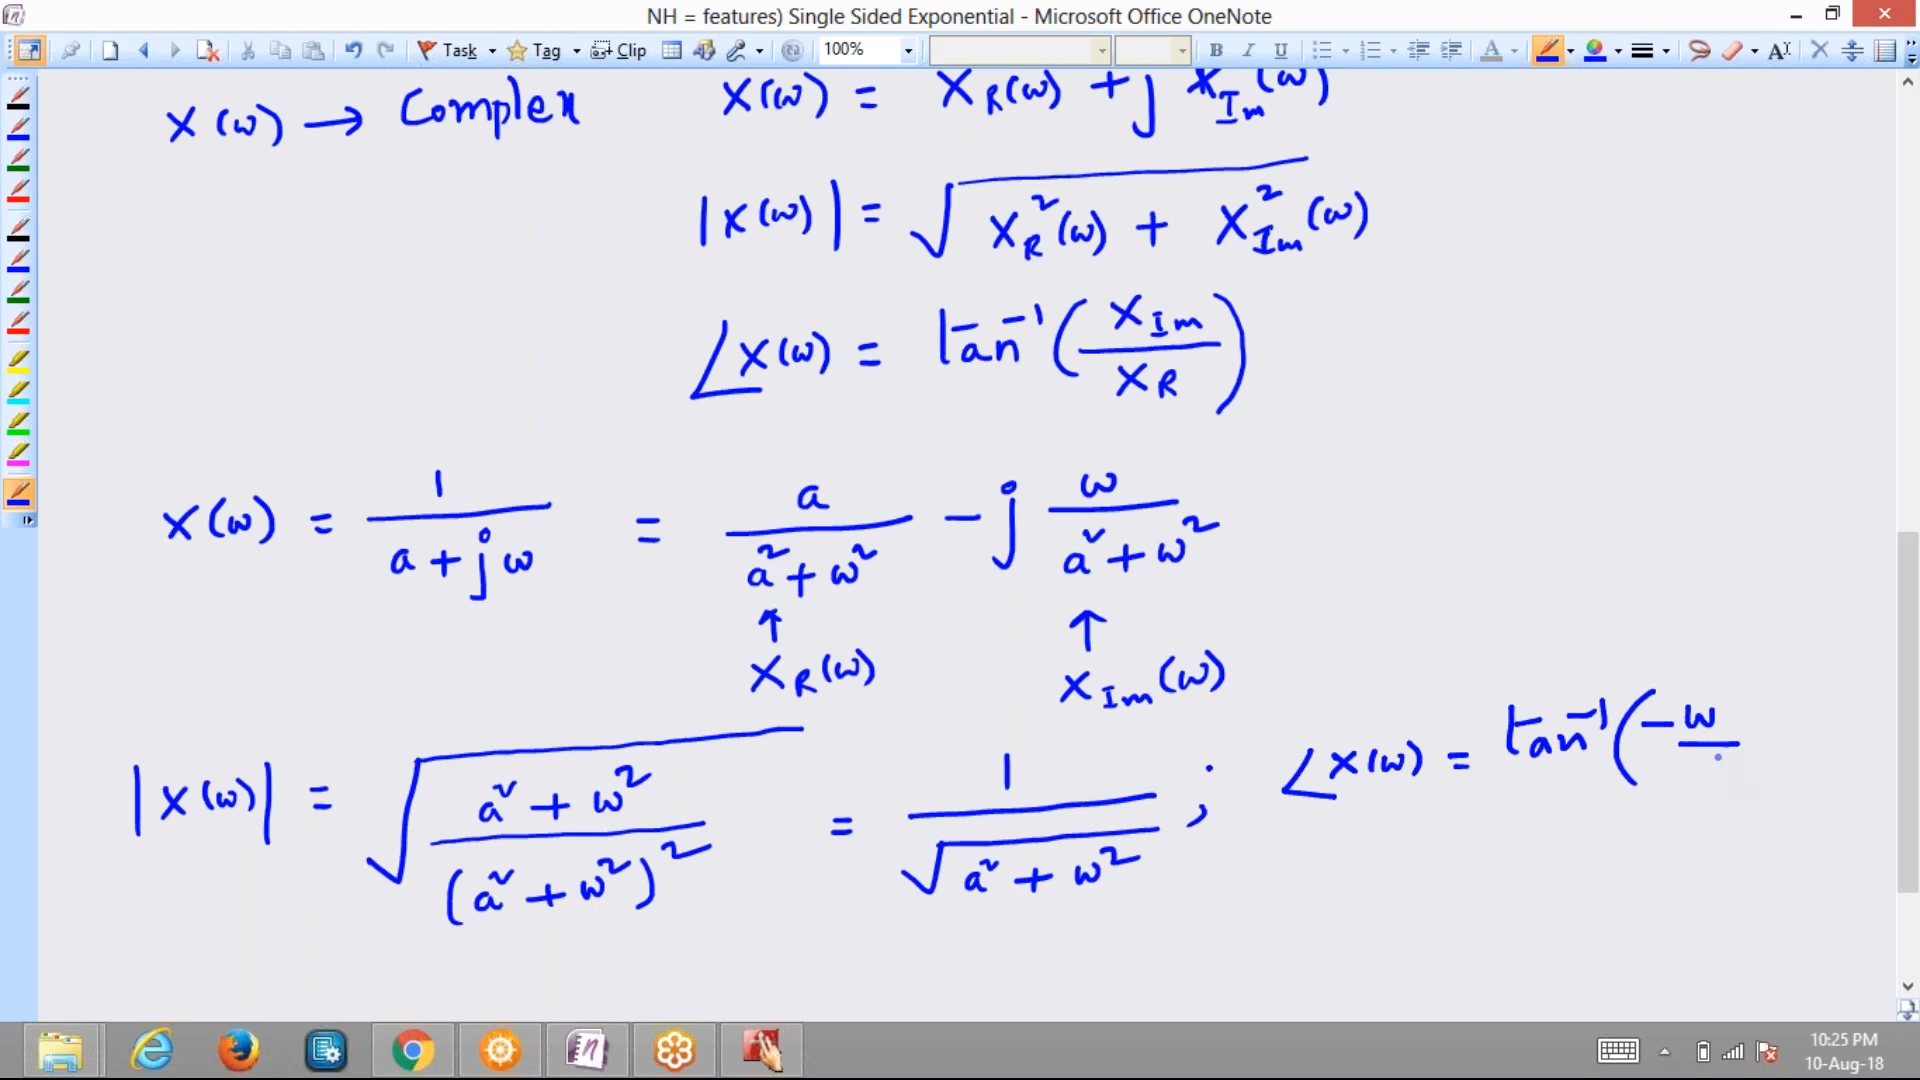 NH = features) Single Sided Exponential - Microsoft Office OneNote
Task Tag Clip 100% B I U
X(ω) → Complex X(ω) = X_R(ω) + j X_Im(ω)
|X(ω)| = √(X_R²(ω) + X_Im²(ω))
∠X(ω) = tan⁻¹(X_Im / X_R)
X(ω) = 1 / (a + jω) = a / (a² + ω²) - j ω / (a² + ω²)
↑ ↑
X_R(ω) X_Im(ω)
|X(ω)| = √((a² + ω²) / (a² + ω²)²) = 1 / √(a² + ω²) ; ∠X(ω) = tan⁻¹(-ω
10:25 PM
10-Aug-18